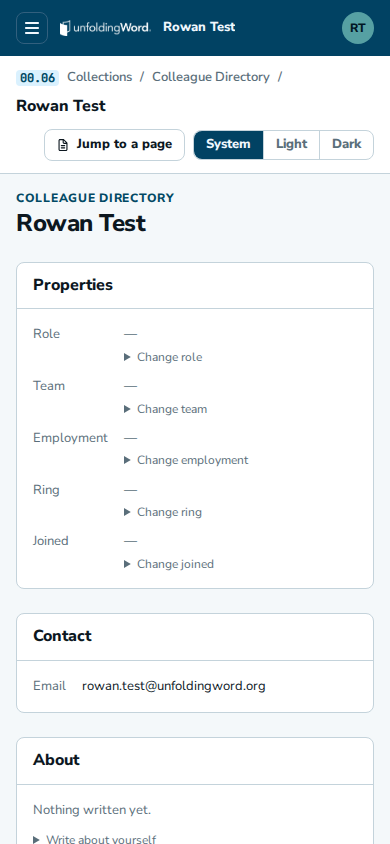 unfoldingWord® Rowan Test RT
00.06 Collections / Colleague Directory /
Rowan Test
Jump to a page System Light Dark
COLLEAGUE DIRECTORY
Rowan Test
Properties
Role —
Change role
Team —
Change team
Employment —
Change employment
Ring —
Change ring
Joined —
Change joined
Contact
Email rowan.test@unfoldingword.org
About
Nothing written yet.
Write about yourself